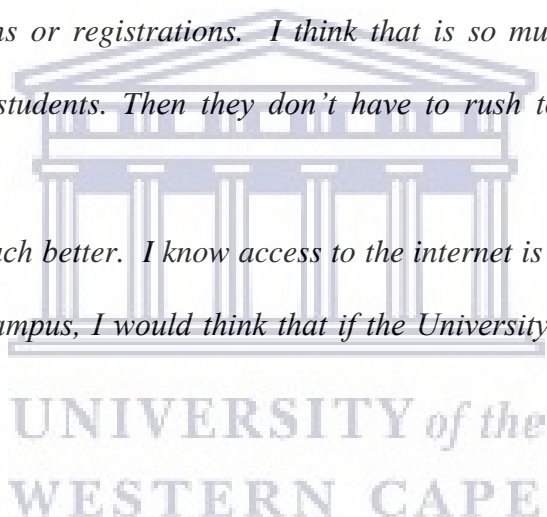 ns or registrations. I think that is so mu
students. Then they don't have to rush to
ch better. I know access to the internet is
ampus, I would think that if the University
UNIVERSITY of the
WESTERN CAPE